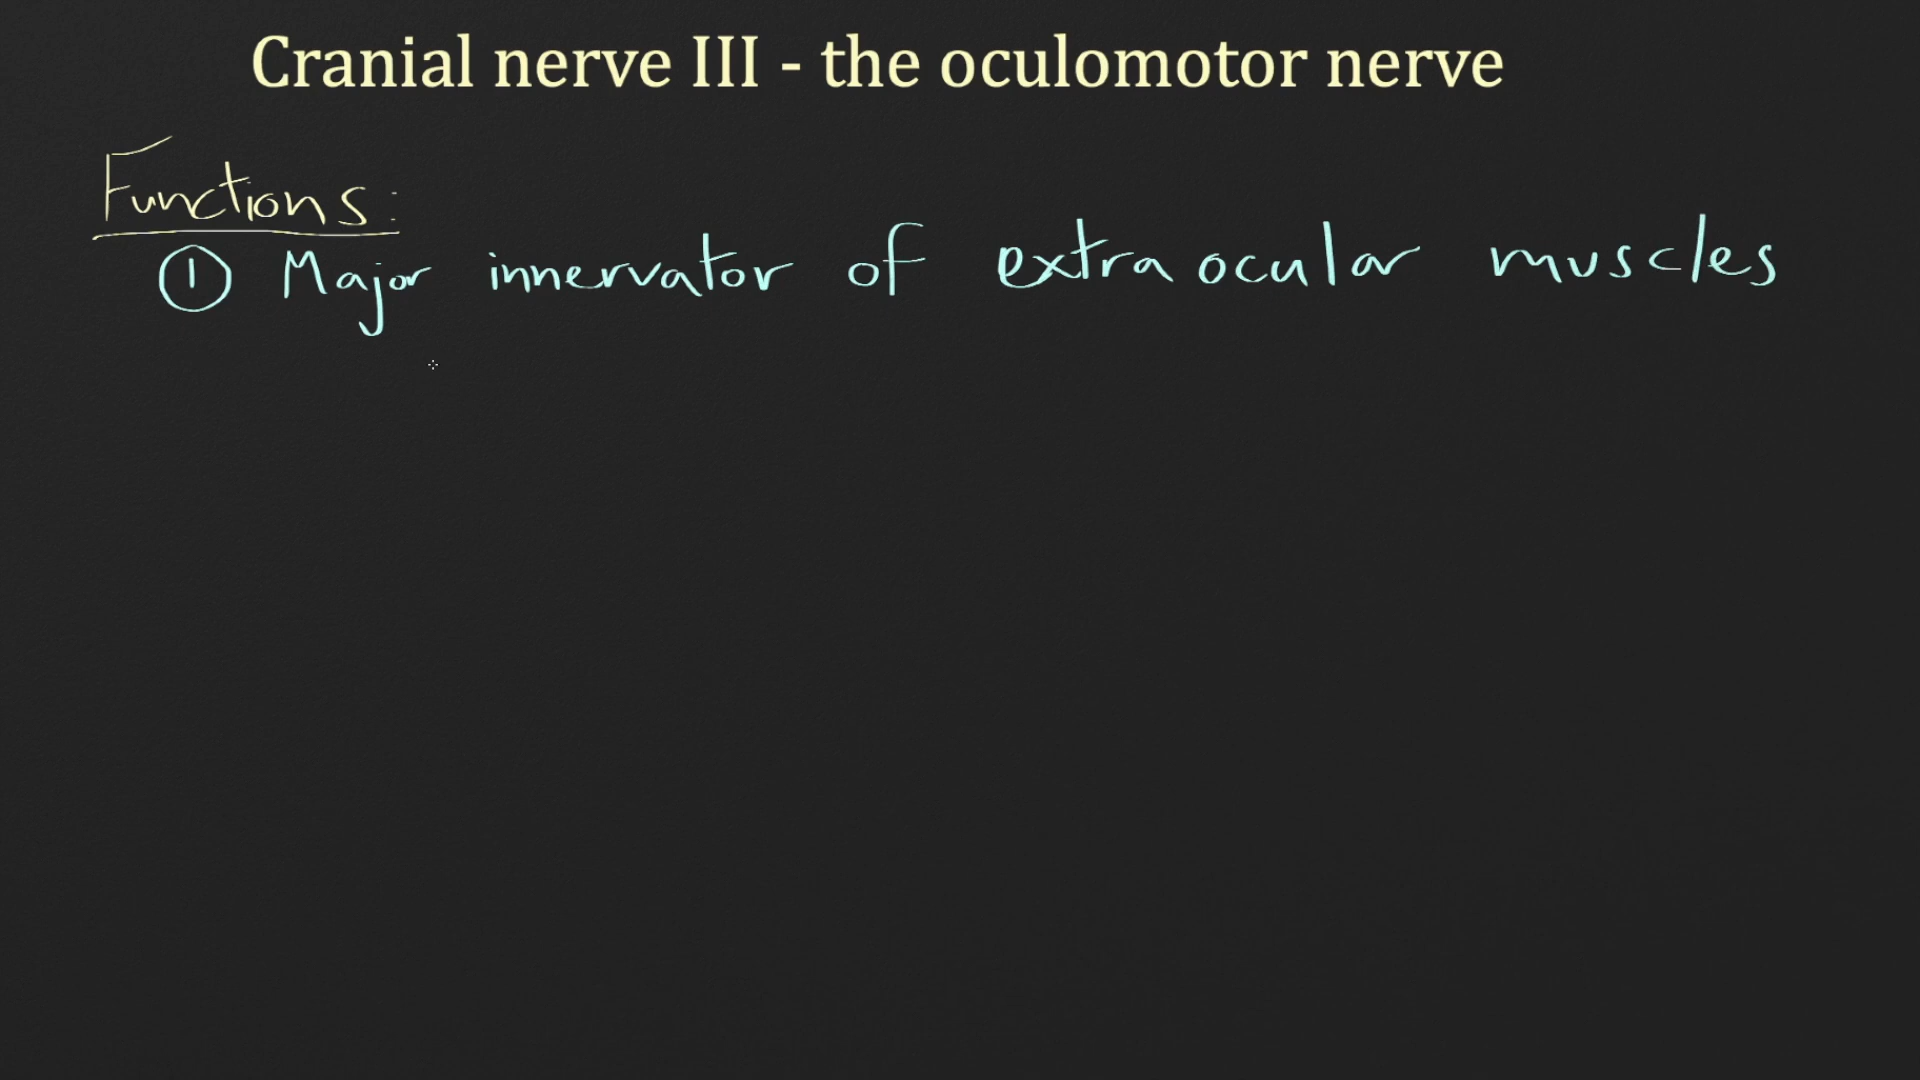 Cranial nerve III - the oculomotor nerve
Functions:
① Major innervator of extraocular muscles